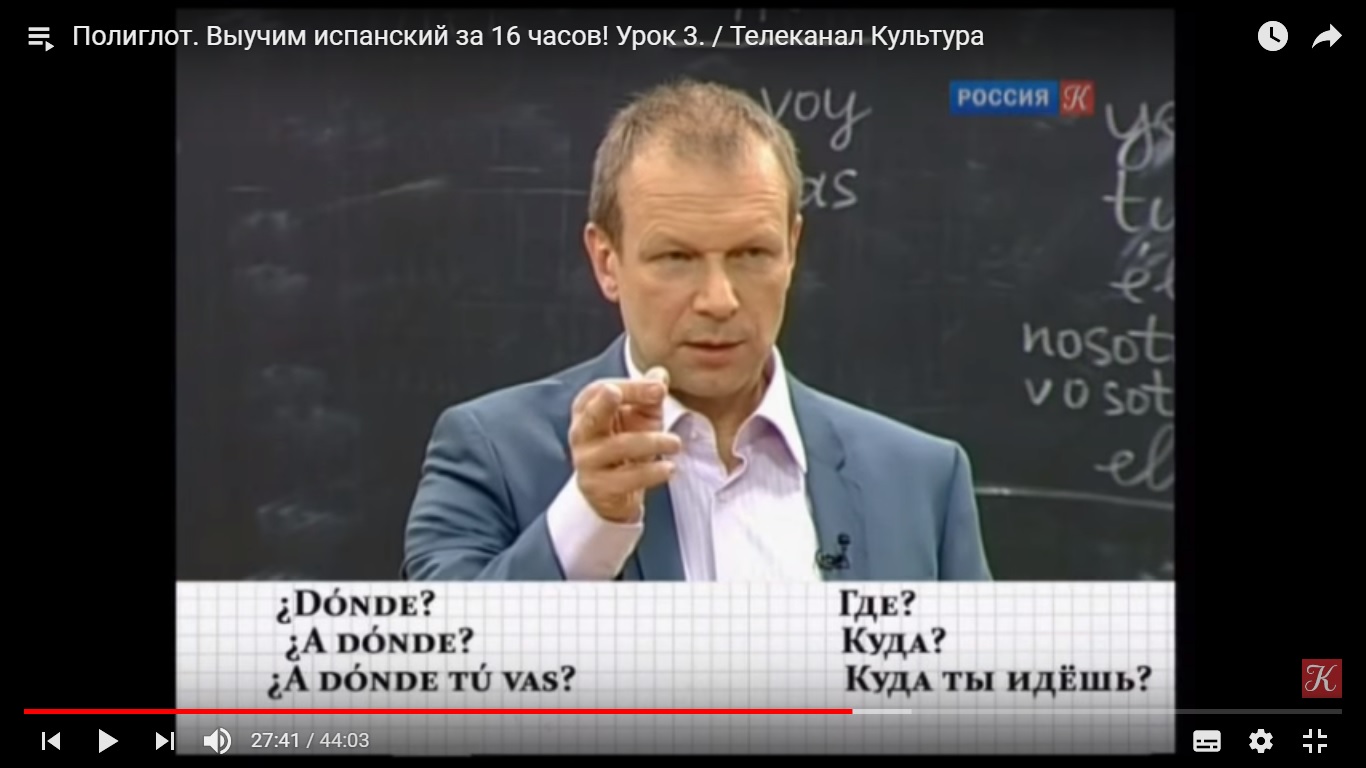 Полиглот. Выучим испанский за 16 часов! Урок 3. / Телеканал Культура
РОССИЯ К
voy
as
nosot
vosot
¿Dónde? Где?
¿A dónde? Куда?
¿A dónde tú vas? Куда ты идёшь?
К
27:41 / 44:03